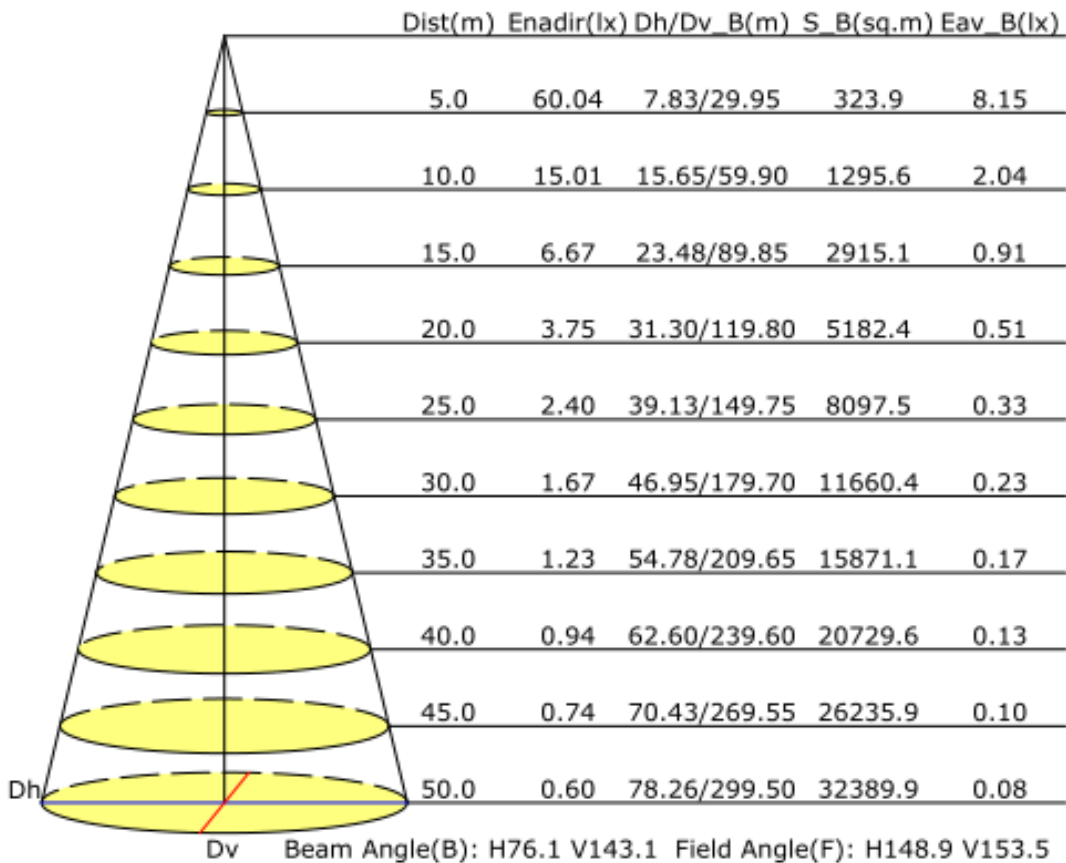 Dist(m) Enadir(lx) Dh/Dv_B(m) S_B(sq.m) Eav_B(lx)
5.0 60.04 7.83/29.95 323.9 8.15
10.0 15.01 15.65/59.90 1295.6 2.04
15.0 6.67 23.48/89.85 2915.1 0.91
20.0 3.75 31.30/119.80 5182.4 0.51
25.0 2.40 39.13/149.75 8097.5 0.33
30.0 1.67 46.95/179.70 11660.4 0.23
35.0 1.23 54.78/209.65 15871.1 0.17
40.0 0.94 62.60/239.60 20729.6 0.13
45.0 0.74 70.43/269.55 26235.9 0.10
Dh 50.0 0.60 78.26/299.50 32389.9 0.08
Dv Beam Angle(B): H76.1 V143.1 Field Angle(F): H148.9 V153.5